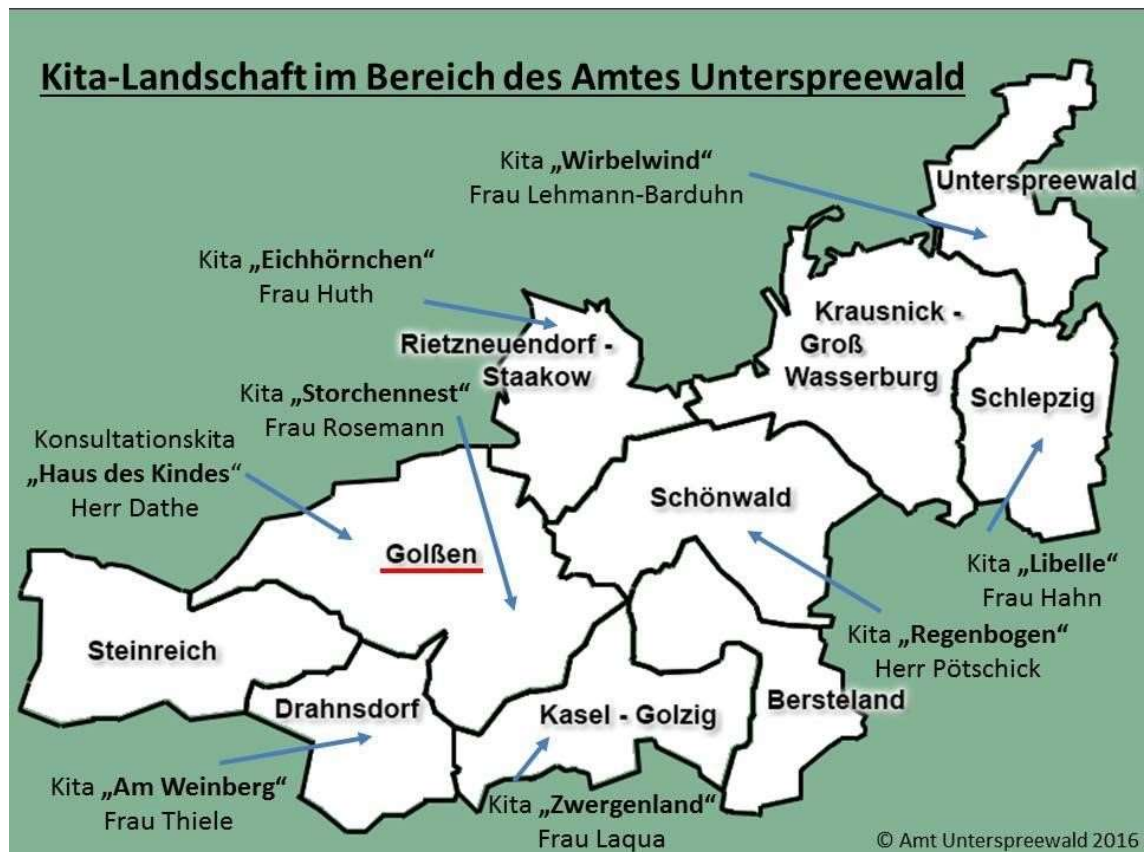 Kita-Landschaft im Bereich des Amtes Unterspreewald
Kita „Wirbelwind“
Frau Lehmann-Barduhn
Unterspreewald
Kita „Eichhörnchen“
Frau Huth
Krausnick -
Groß
Wasserburg
Rietzneuendorf -
Staakow
Schlepzig
Kita „Storchennest“
Frau Rosemann
Konsultationskita
„Haus des Kindes“
Herr Dathe
Schönwald
Golßen
Kita „Libelle“
Frau Hahn
Kita „Regenbogen“
Herr Pötschick
Steinreich
Drahnsdorf
Kasel - Golzig
Bersteland
Kita „Am Weinberg“
Frau Thiele
Kita „Zwergenland“
Frau Laqua
© Amt Unterspreewald 2016